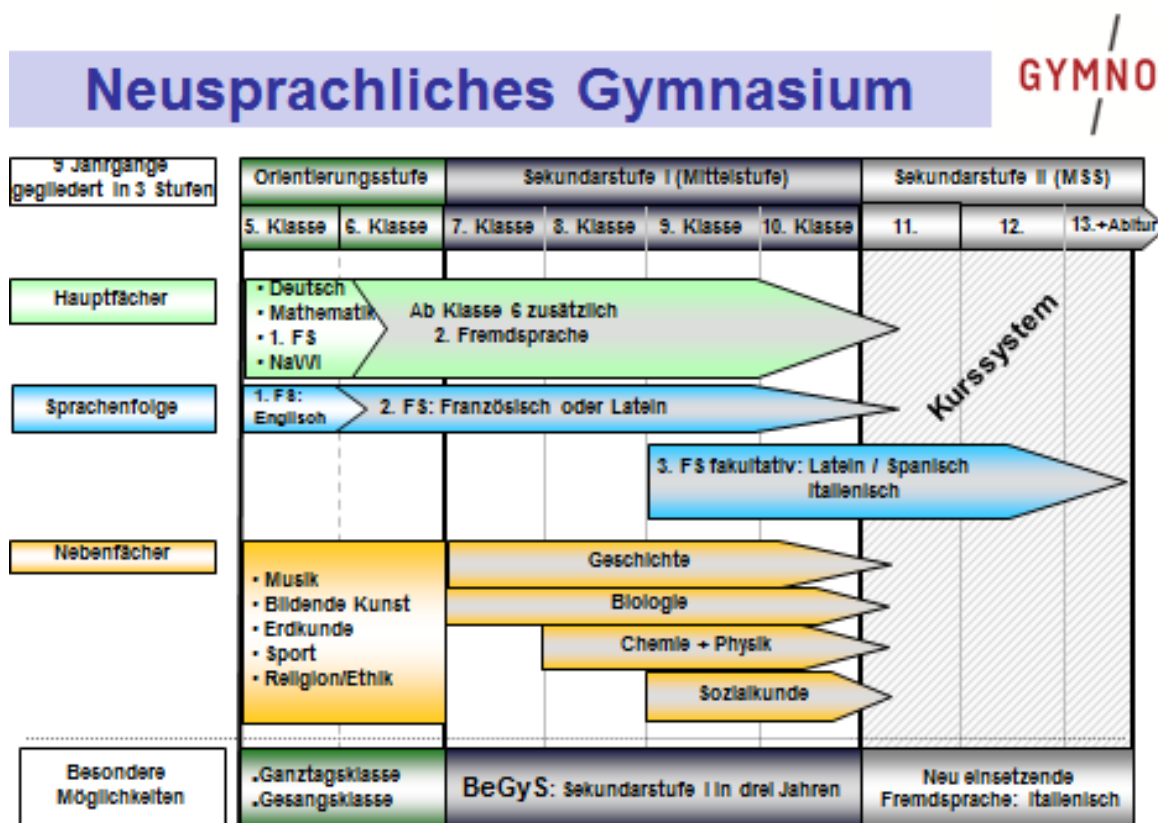 Neusprachliches Gymnasium
GYMNO
9 Jahrgänge
gegliedert in 3 Stufen
Orientierungsstufe
Sekundarstufe I (Mittelstufe)
Sekundarstufe II (MSS)
5. Klasse
6. Klasse
7. Klasse
8. Klasse
9. Klasse
10. Klasse
11.
12.
13.+Abitur
Hauptfächer
• Deutsch
• Mathematik
• 1. FS
• NaWi
Ab Klasse 6 zusätzlich
2. Fremdsprache
Kurssystem
Sprachenfolge
1. FS:
Englisch
2. FS: Französisch oder Latein
3. FS fakultativ: Latein / Spanisch
Italienisch
Nebenfächer
• Musik
• Bildende Kunst
• Erdkunde
• Sport
• Religion/Ethik
Geschichte
Biologie
Chemie + Physik
Sozialkunde
Besondere
Möglichkeiten
.Ganztagsklasse
.Gesangsklasse
BeGyS: Sekundarstufe I in drei Jahren
Neu einsetzende
Fremdsprache: Italienisch